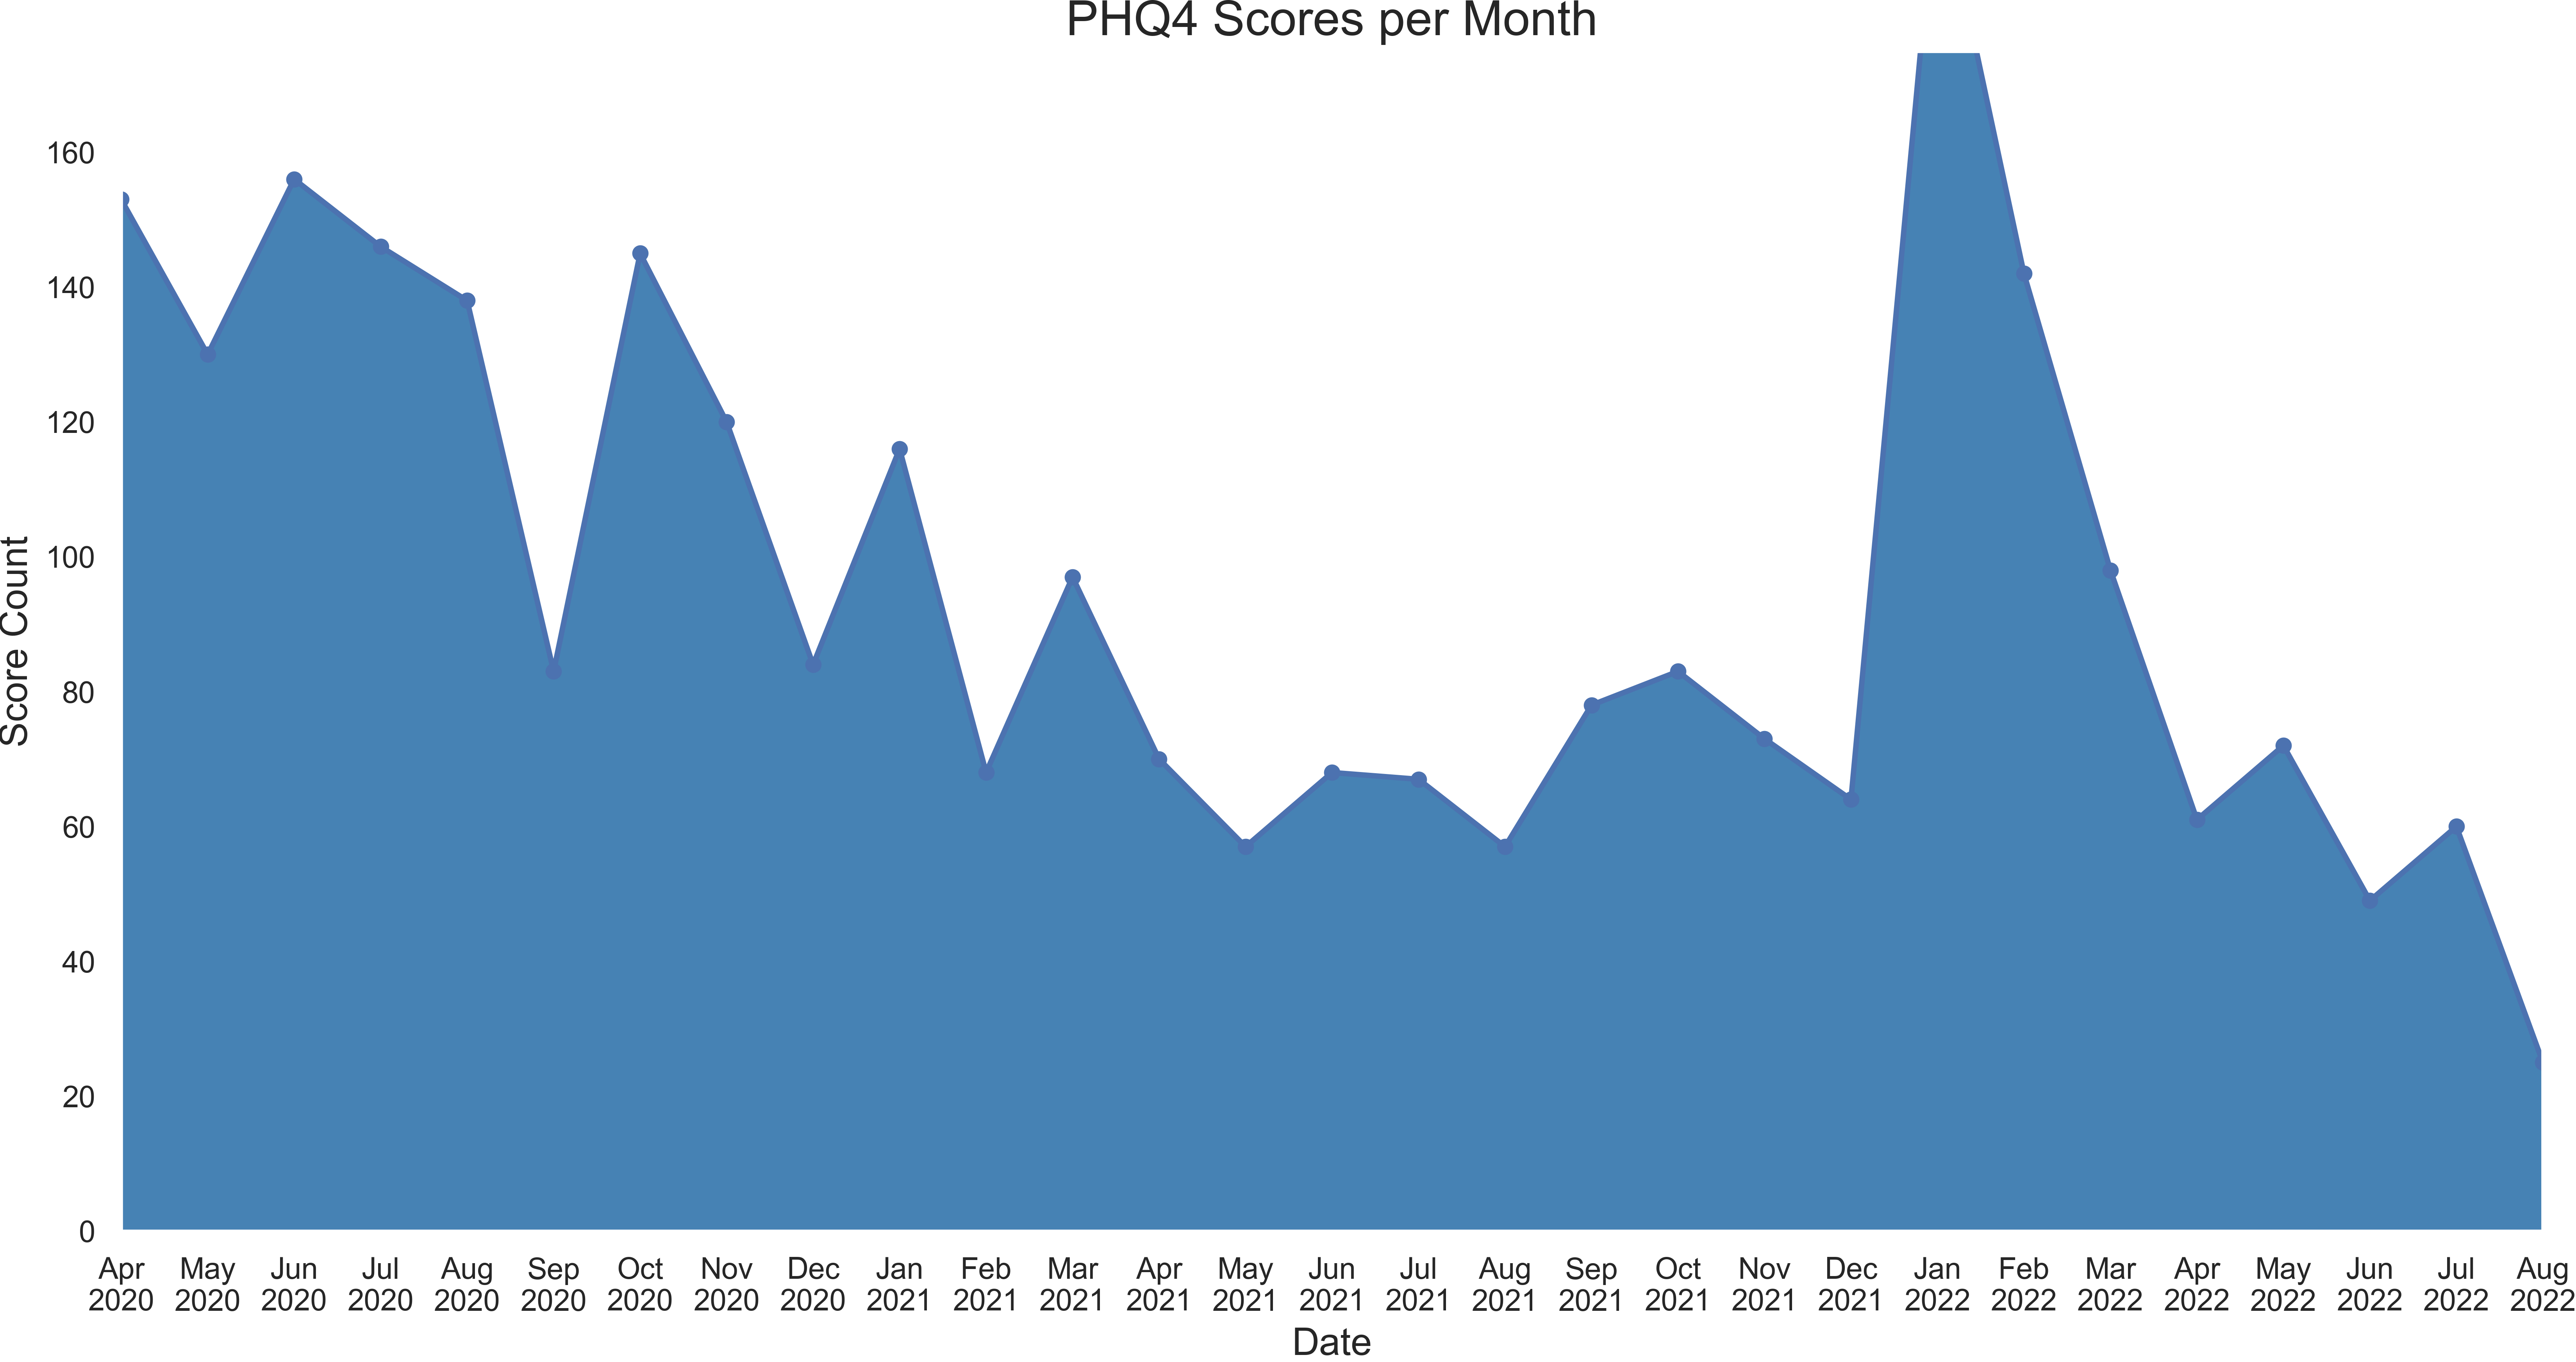 PHQ4 Scores per Month
160
140
120
100
80
60
40
20
0
Score Count
Apr May Jun Jul Aug Sep Oct Nov Dec Jan Feb Mar Apr May Jun Jul Aug Sep Oct Nov Dec Jan Feb Mar Apr May Jun Jul Aug
2020 2020 2020 2020 2020 2020 2020 2020 2020 2021 2021 2021 2021 2021 2021 2021 2021 2021 2021 2021 2021 2022 2022 2022 2022 2022 2022 2022 2022
Date